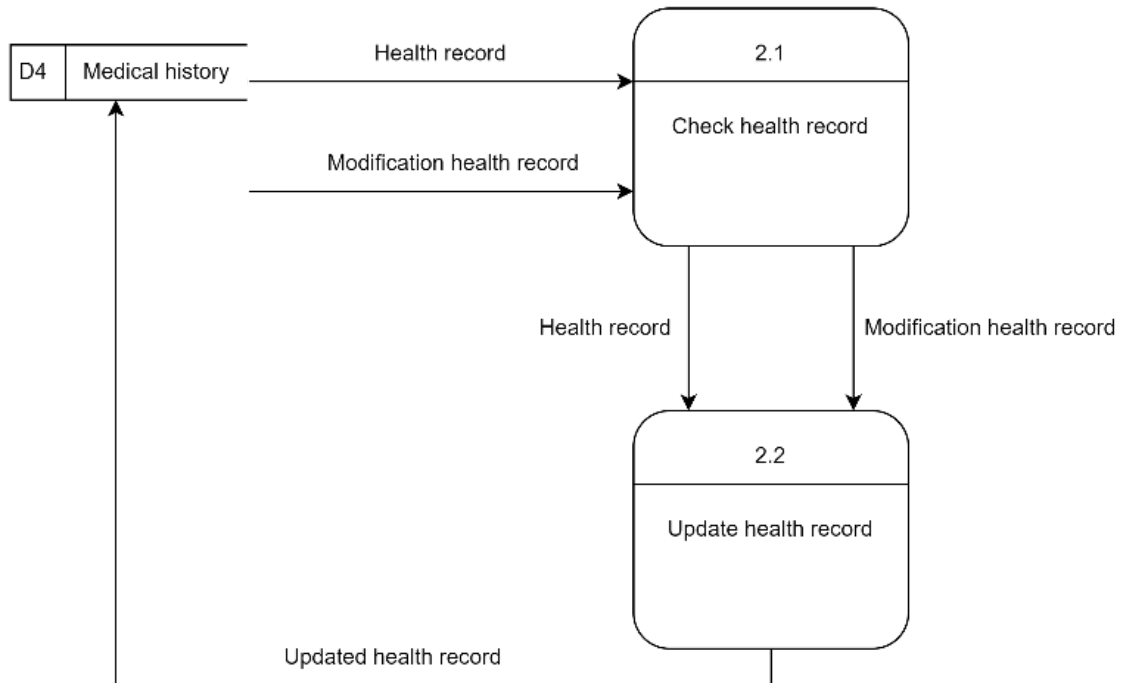 2.1
Health record
D4
Medical history
Check health record
Modification health record
Health record
Modification health record
2.2
Update health record
Updated health record